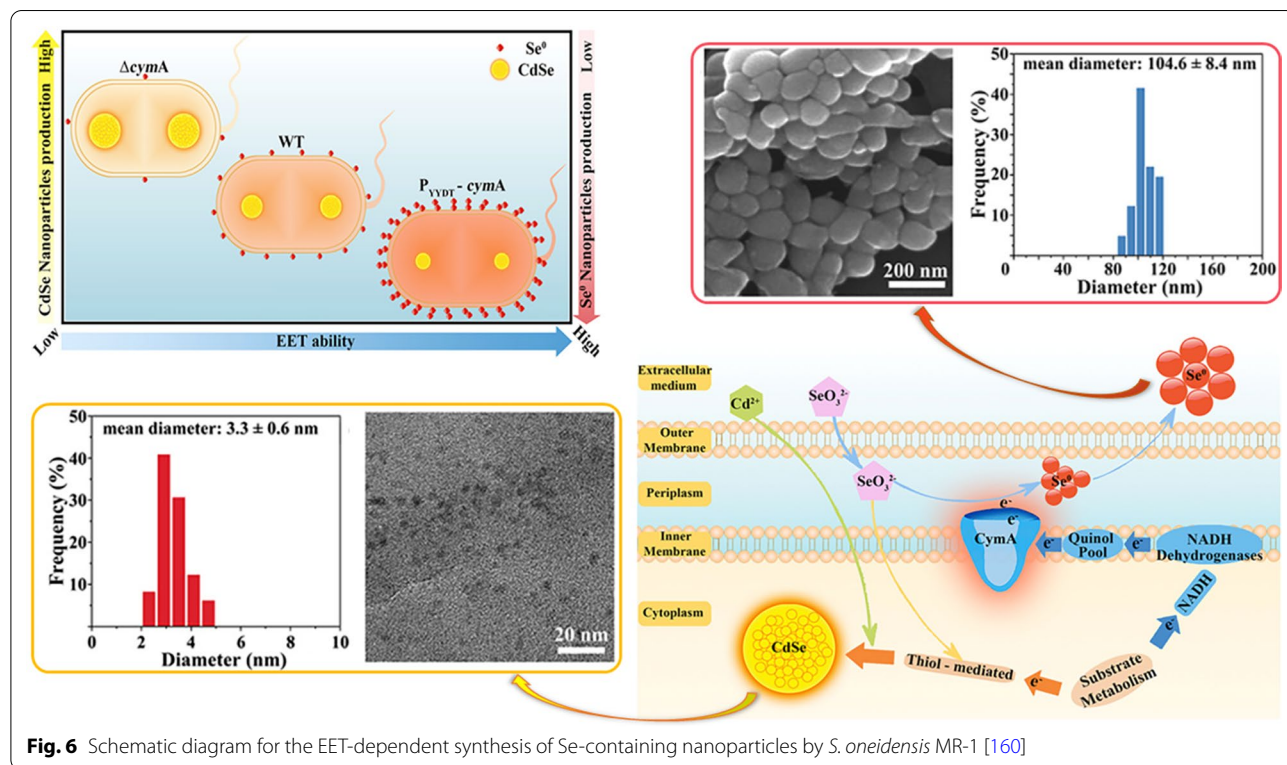 CdSe Nanoparticles production High
ΔcymA
Se⁰
CdSe
WT
P_YYDT - cymA
Low
Se⁰ Nanoparticles production
Low
EET ability
High
mean diameter: 104.6 ± 8.4 nm
Frequency (%)
50
40
30
20
10
0
40
80
120
160
200
Diameter (nm)
200 nm
mean diameter: 3.3 ± 0.6 nm
Frequency (%)
50
40
30
20
10
0
2
4
6
8
10
Diameter (nm)
20 nm
Extracellular
medium
Outer
Membrane
Periplasm
Inner
Membrane
Cytoplasm
Cd²⁺
SeO₃²⁻
SeO₃²⁻
Se⁰
Se⁰
e⁻
e⁻
CymA
e⁻
Quinol
Pool
e⁻
NADH
Dehydrogenases
NADH
e⁻
Substrate
Metabolism
e⁻
Thiol - mediated
CdSe
Fig. 6 Schematic diagram for the EET-dependent synthesis of Se-containing nanoparticles by S. oneidensis MR-1 [160]